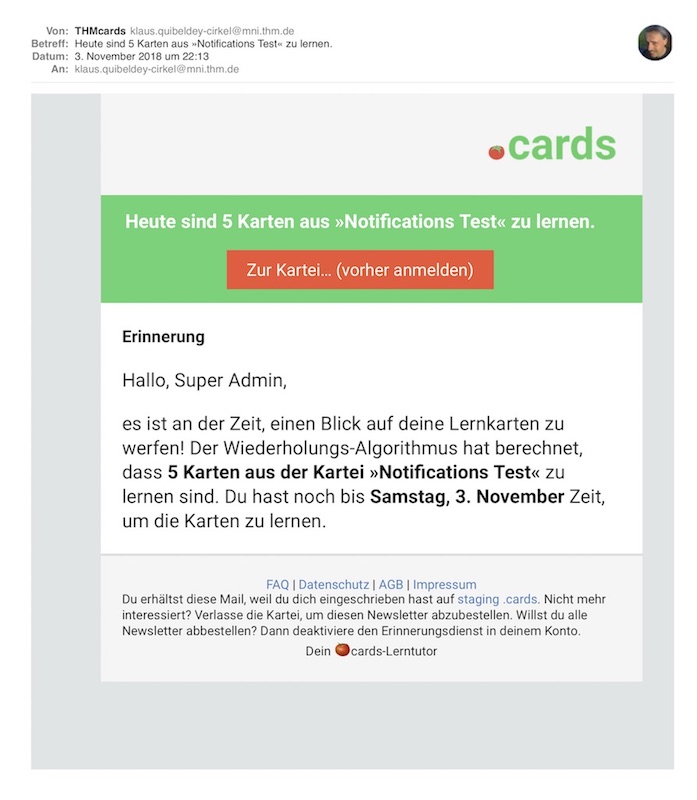 Von: THMcards klaus.quibeldey-cirkel@mni.thm.de
Betreff: Heute sind 5 Karten aus »Notifications Test« zu lernen.
Datum: 3. November 2018 um 22:13
An: klaus.quibeldey-cirkel@mni.thm.de
.cards
Heute sind 5 Karten aus »Notifications Test« zu lernen.
Zur Kartei... (vorher anmelden)
Erinnerung
Hallo, Super Admin,
es ist an der Zeit, einen Blick auf deine Lernkarten zu
werfen! Der Wiederholungs-Algorithmus hat berechnet,
dass 5 Karten aus der Kartei »Notifications Test« zu
lernen sind. Du hast noch bis Samstag, 3. November Zeit,
um die Karten zu lernen.
FAQ | Datenschutz | AGB | Impressum
Du erhältst diese Mail, weil du dich eingeschrieben hast auf staging .cards. Nicht mehr
interessiert? Verlasse die Kartei, um diesen Newsletter abzubestellen. Willst du alle
Newsletter abbestellen? Dann deaktiviere den Erinnerungsdienst in deinem Konto.
Dein cards-Lerntutor